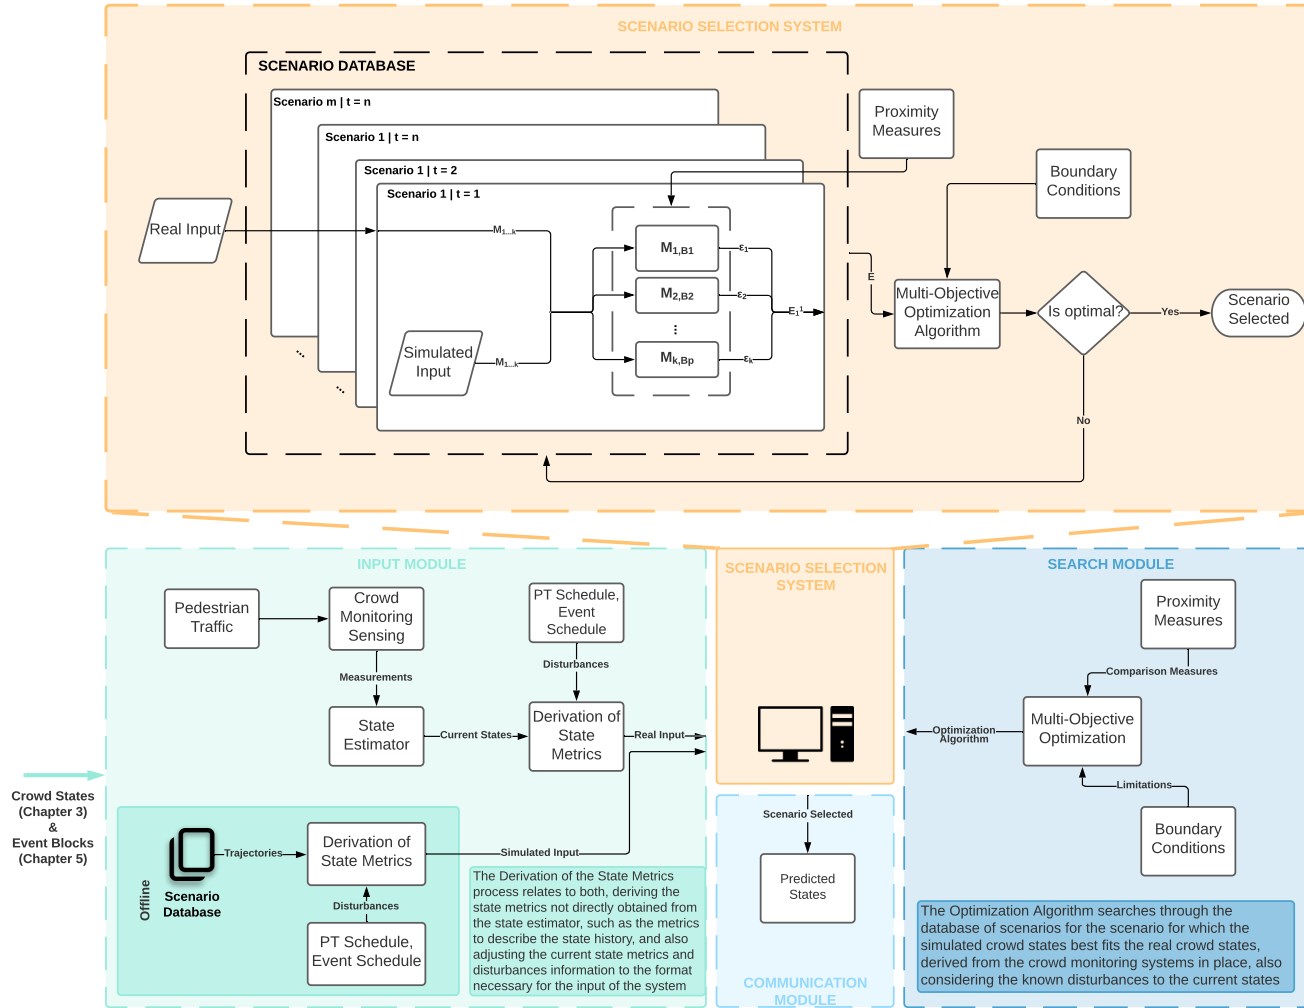 SCENARIO SELECTION SYSTEM
SCENARIO DATABASE
Scenario m | t = n
Scenario 1 | t = n
Scenario 1 | t = 2
Scenario 1 | t = 1
Proximity
Measures
Boundary
Conditions
Real Input
M1...k
M1,B1
ε1
M2,B2
ε2
...
Mk,Bp
εk
E1¹
Simulated
Input
M1...k
...
...
E
Multi-Objective
Optimization
Algorithm
Is optimal?
Yes
Scenario
Selected
No
INPUT MODULE
Pedestrian
Traffic
Crowd
Monitoring
Sensing
PT Schedule,
Event
Schedule
Measurements
Disturbances
State
Estimator
Current States
Derivation of
State
Metrics
Real Input
Crowd States
(Chapter 3)
&
Event Blocks
(Chapter 5)
Offline
Scenario
Database
Trajectories
Derivation of
State Metrics
Simulated Input
Disturbances
PT Schedule,
Event Schedule
The Derivation of the State Metrics
process relates to both, deriving the
state metrics not directly obtained from
the state estimator, such as the metrics
to describe the state history, and also
adjusting the current state metrics and
disturbances information to the format
necessary for the input of the system
SCENARIO SELECTION
SYSTEM
Scenario Selected
Predicted
States
COMMUNICATION
MODULE
SEARCH MODULE
Proximity
Measures
Comparison Measures
Multi-Objective
Optimization
Optimization
Algorithm
Limitations
Boundary
Conditions
The Optimization Algorithm searches through the
database of scenarios for the scenario for which the
simulated crowd states best fits the real crowd states,
derived from the crowd monitoring systems in place, also
considering the known disturbances to the current states